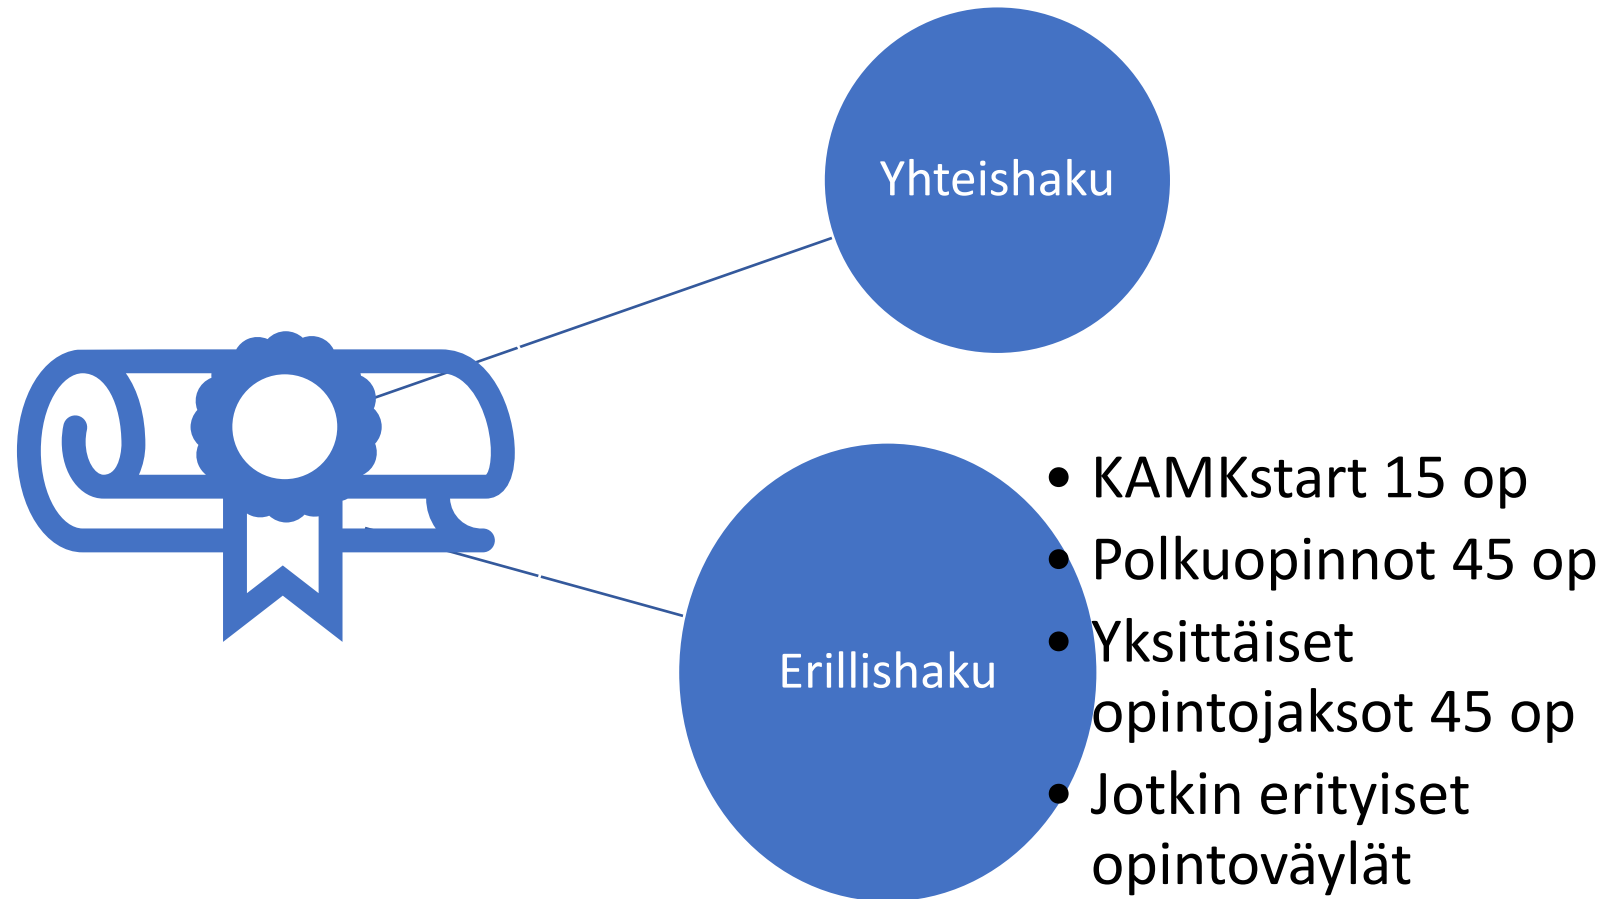 Yhteishaku
Erillishaku
• KAMKstart 15 op
• Polkuopinnot 45 op
• Yksittäiset
opintojaksot 45 op
• Jotkin erityiset
opintoväylät